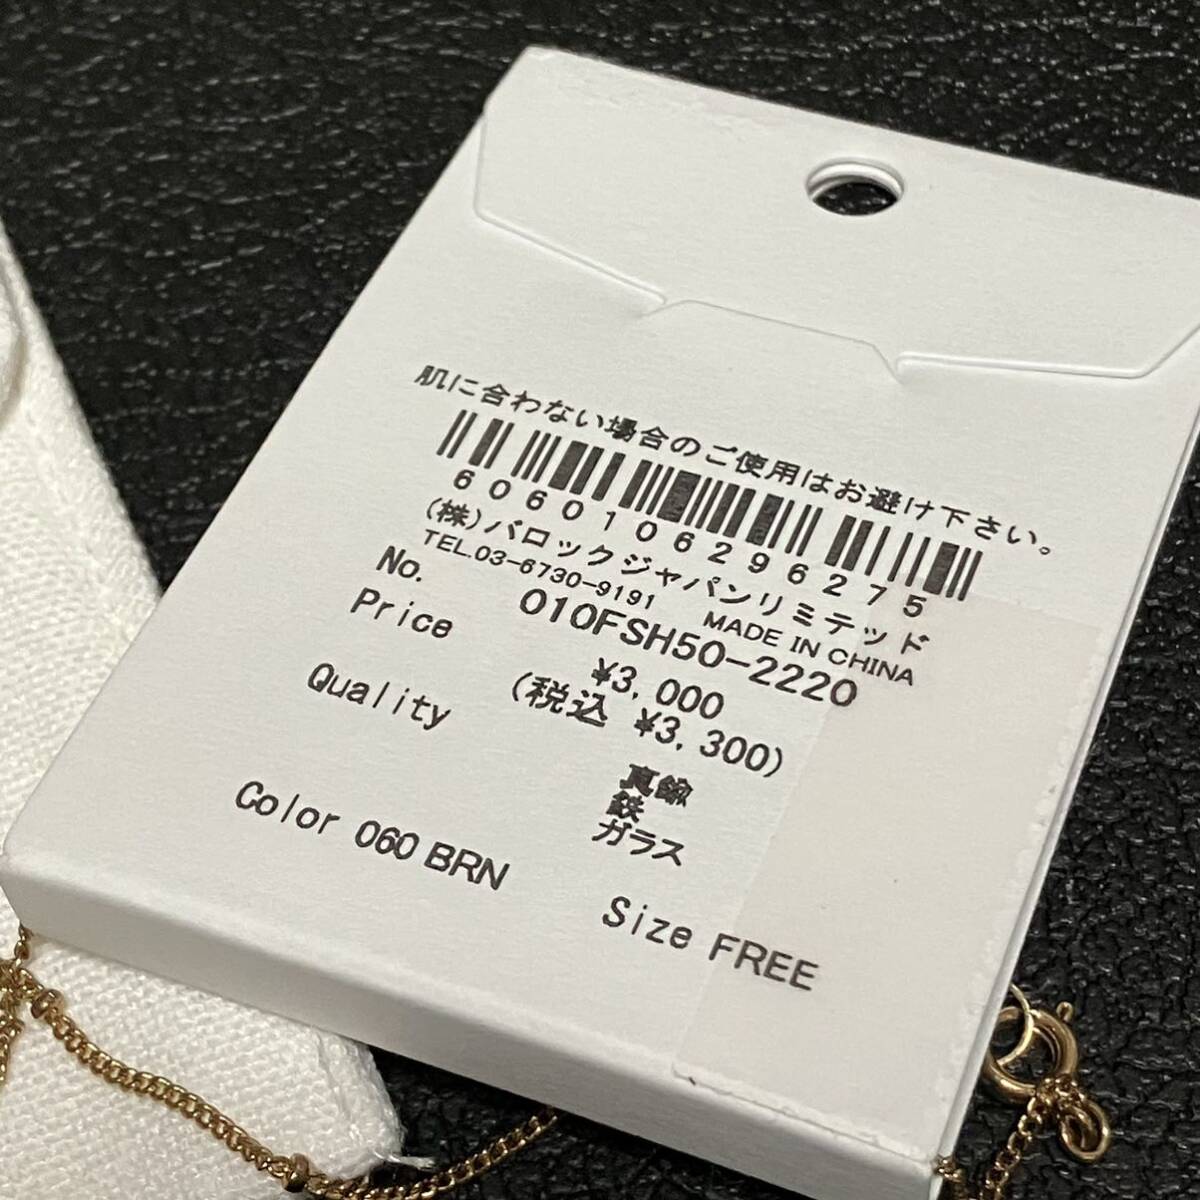 肌に合わない場合のご使用はお避け下さい。
6060106296275
(株)バロックジャパンリミテッド
TEL.03-6730-9191 MADE IN CHINA
No. 010FSH50-2220
Price ¥3,000
(税込 ¥3,300)
Quality 真鍮
鉄
ガラス
Color 060 BRN Size FREE